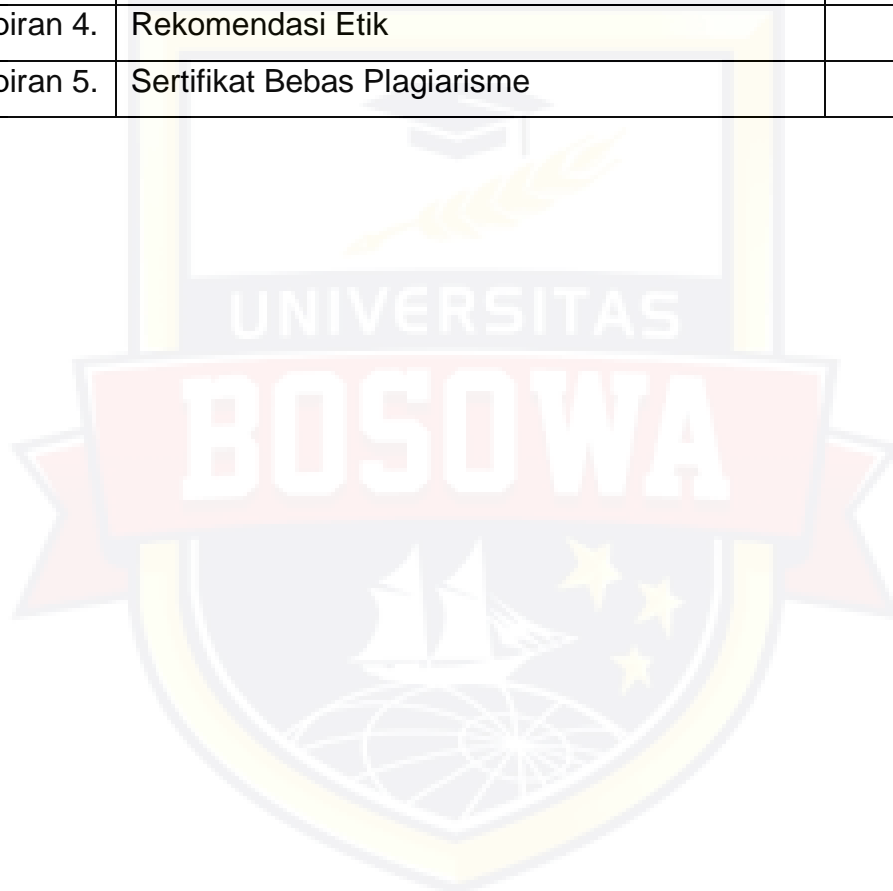 piran 4. Rekomendasi Etik
piran 5. Sertifikat Bebas Plagiarisme
UNIVERSITAS
BOSOWA